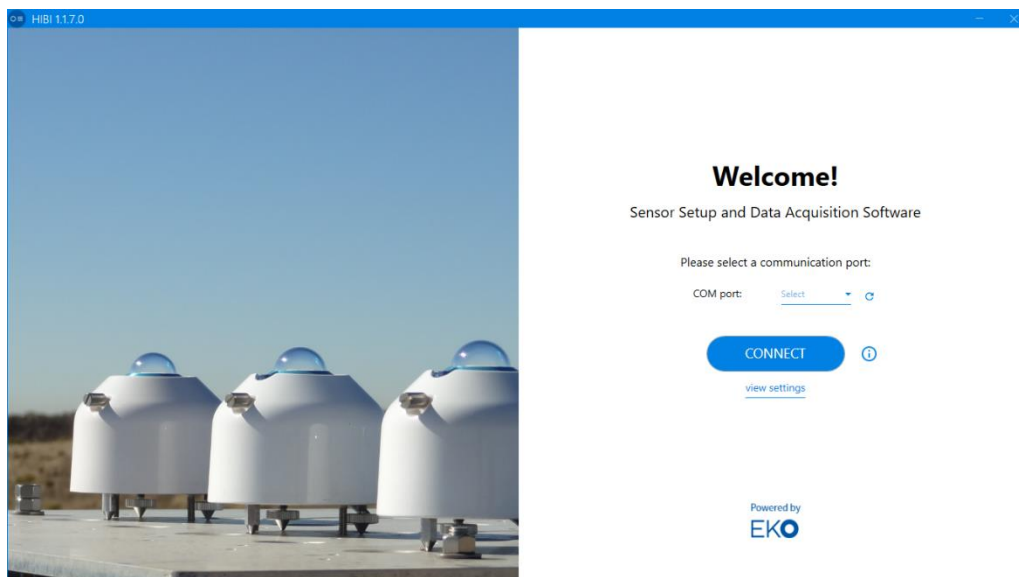 HIBI 1.1.7.0
Welcome!
Sensor Setup and Data Acquisition Software
Please select a communication port:
COM port: Select
CONNECT
view settings
Powered by
EKO